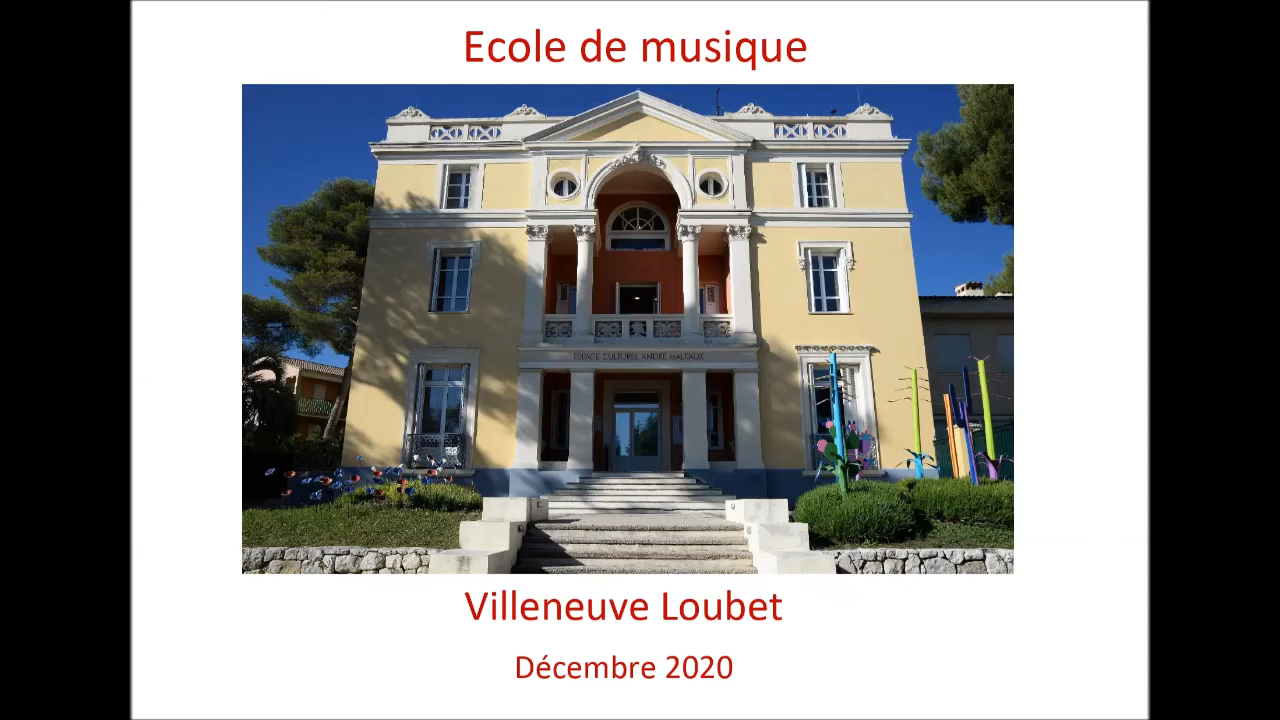 Ecole de musique
ESPACE CULTUREL ANDRÉ MALRAUX
Villeneuve Loubet
Décembre 2020